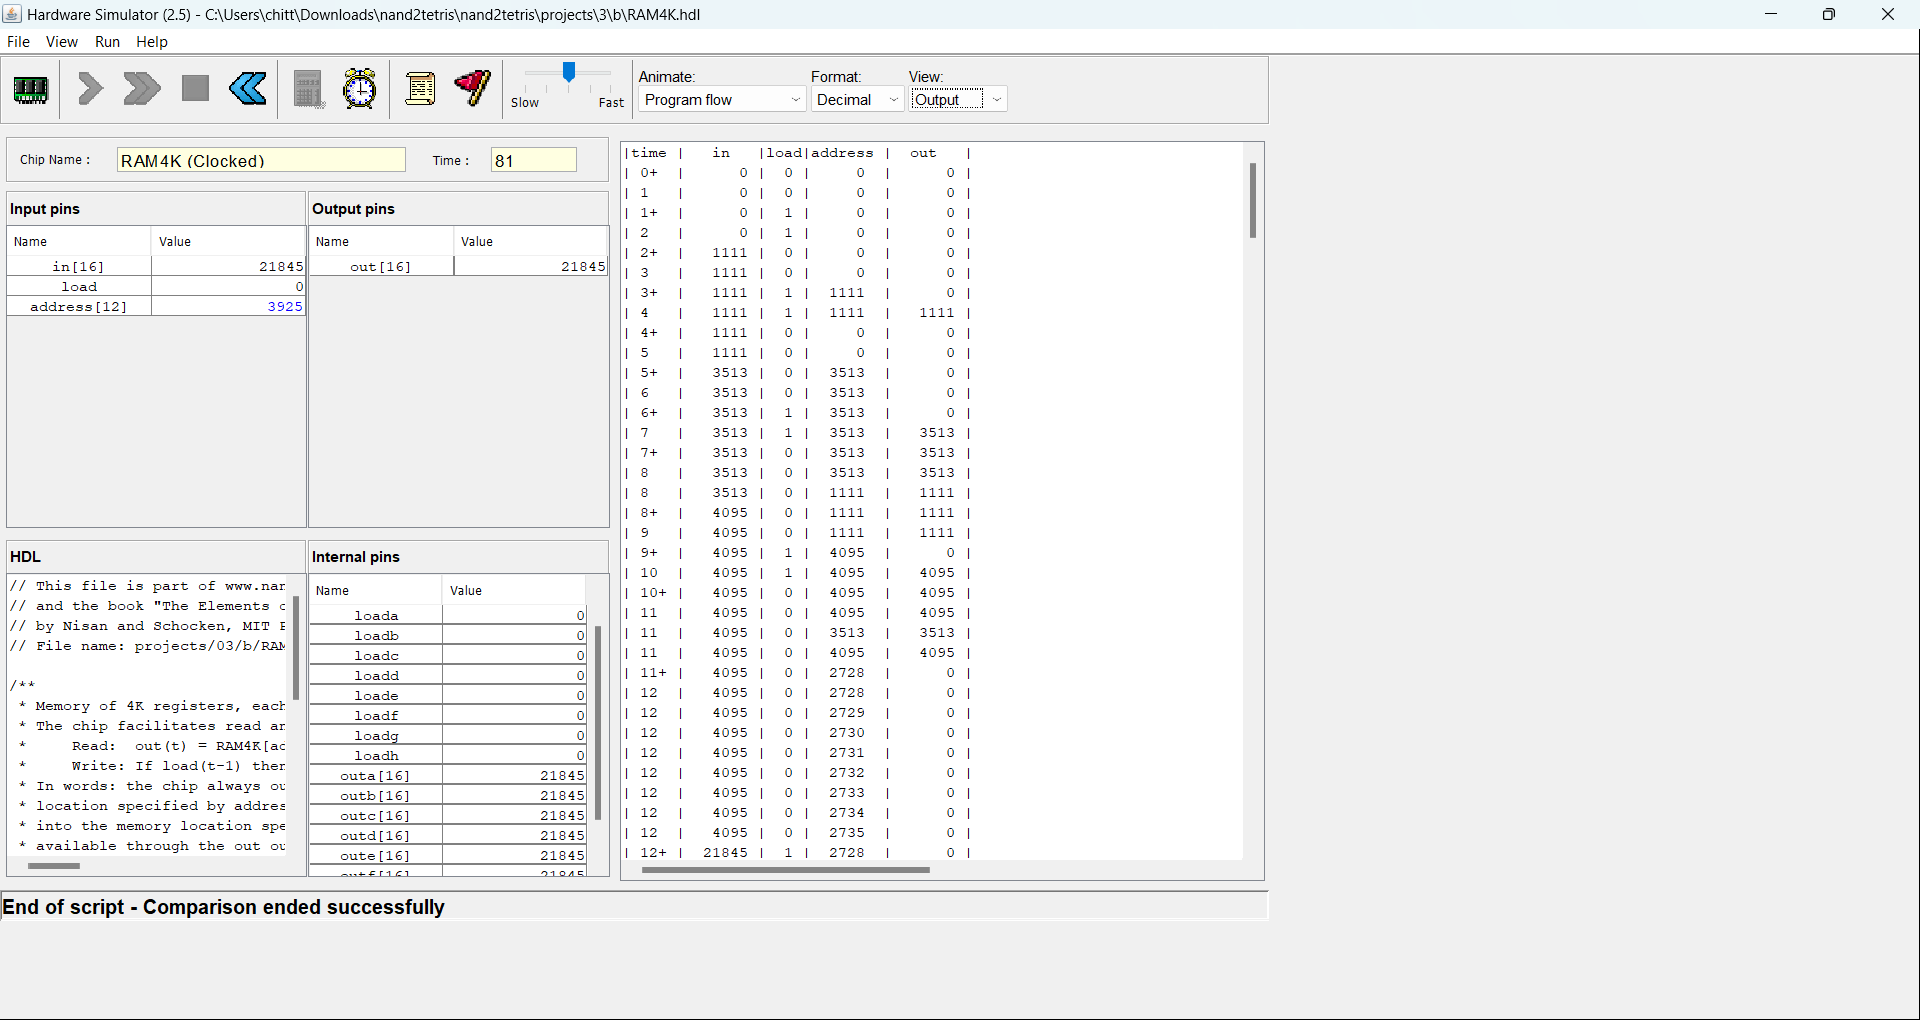 Hardware Simulator (2.5) - C:\Users\chitt\Downloads\nand2tetris\nand2tetris\projects\3\b\RAM4K.hdl
File View Run Help
Slow Fast
Animate: Format: View:
Program flow Decimal Output
Chip Name : RAM4K (Clocked) Time : 81
Input pins
Name Value
in[16] 21845
load 0
address[12] 3925
Output pins
Name Value
out[16] 21845
HDL
// This file is part of www.nan
// and the book "The Elements
// by Nisan and Schocken, MIT
// File name: projects/03/b/RAM
/**
* Memory of 4K registers, each
* The chip facilitates read an
* Read: out(t) = RAM4K[ad
* Write: If load(t-1) then
* In words: the chip always ou
* location specified by addres
* into the memory location spe
* available through the out ou
Internal pins
Name Value
loada 0
loadb 0
loadc 0
loadd 0
loade 0
loadf 0
loadg 0
loadh 0
outa[16] 21845
outb[16] 21845
outc[16] 21845
outd[16] 21845
oute[16] 21845
outf[16] 21845
|time | in |load|address | out |
| 0+ | 0 | 0 | 0 | 0 |
| 1 | 0 | 0 | 0 | 0 |
| 1+ | 0 | 1 | 0 | 0 |
| 2 | 0 | 1 | 0 | 0 |
| 2+ | 1111 | 0 | 0 | 0 |
| 3 | 1111 | 0 | 0 | 0 |
| 3+ | 1111 | 1 | 1111 | 0 |
| 4 | 1111 | 1 | 1111 | 1111 |
| 4+ | 1111 | 0 | 0 | 0 |
| 5 | 1111 | 0 | 0 | 0 |
| 5+ | 3513 | 0 | 3513 | 0 |
| 6 | 3513 | 0 | 3513 | 0 |
| 6+ | 3513 | 1 | 3513 | 0 |
| 7 | 3513 | 1 | 3513 | 3513 |
| 7+ | 3513 | 0 | 3513 | 3513 |
| 8 | 3513 | 0 | 3513 | 3513 |
| 8 | 3513 | 0 | 1111 | 1111 |
| 8+ | 4095 | 0 | 1111 | 1111 |
| 9 | 4095 | 0 | 1111 | 1111 |
| 9+ | 4095 | 1 | 4095 | 0 |
| 10 | 4095 | 1 | 4095 | 4095 |
| 10+ | 4095 | 0 | 4095 | 4095 |
| 11 | 4095 | 0 | 4095 | 4095 |
| 11 | 4095 | 0 | 3513 | 3513 |
| 11 | 4095 | 0 | 4095 | 4095 |
| 11+ | 4095 | 0 | 2728 | 0 |
| 12 | 4095 | 0 | 2728 | 0 |
| 12 | 4095 | 0 | 2729 | 0 |
| 12 | 4095 | 0 | 2730 | 0 |
| 12 | 4095 | 0 | 2731 | 0 |
| 12 | 4095 | 0 | 2732 | 0 |
| 12 | 4095 | 0 | 2733 | 0 |
| 12 | 4095 | 0 | 2734 | 0 |
| 12 | 4095 | 0 | 2735 | 0 |
| 12+ | 21845 | 1 | 2728 | 0 |
End of script - Comparison ended successfully